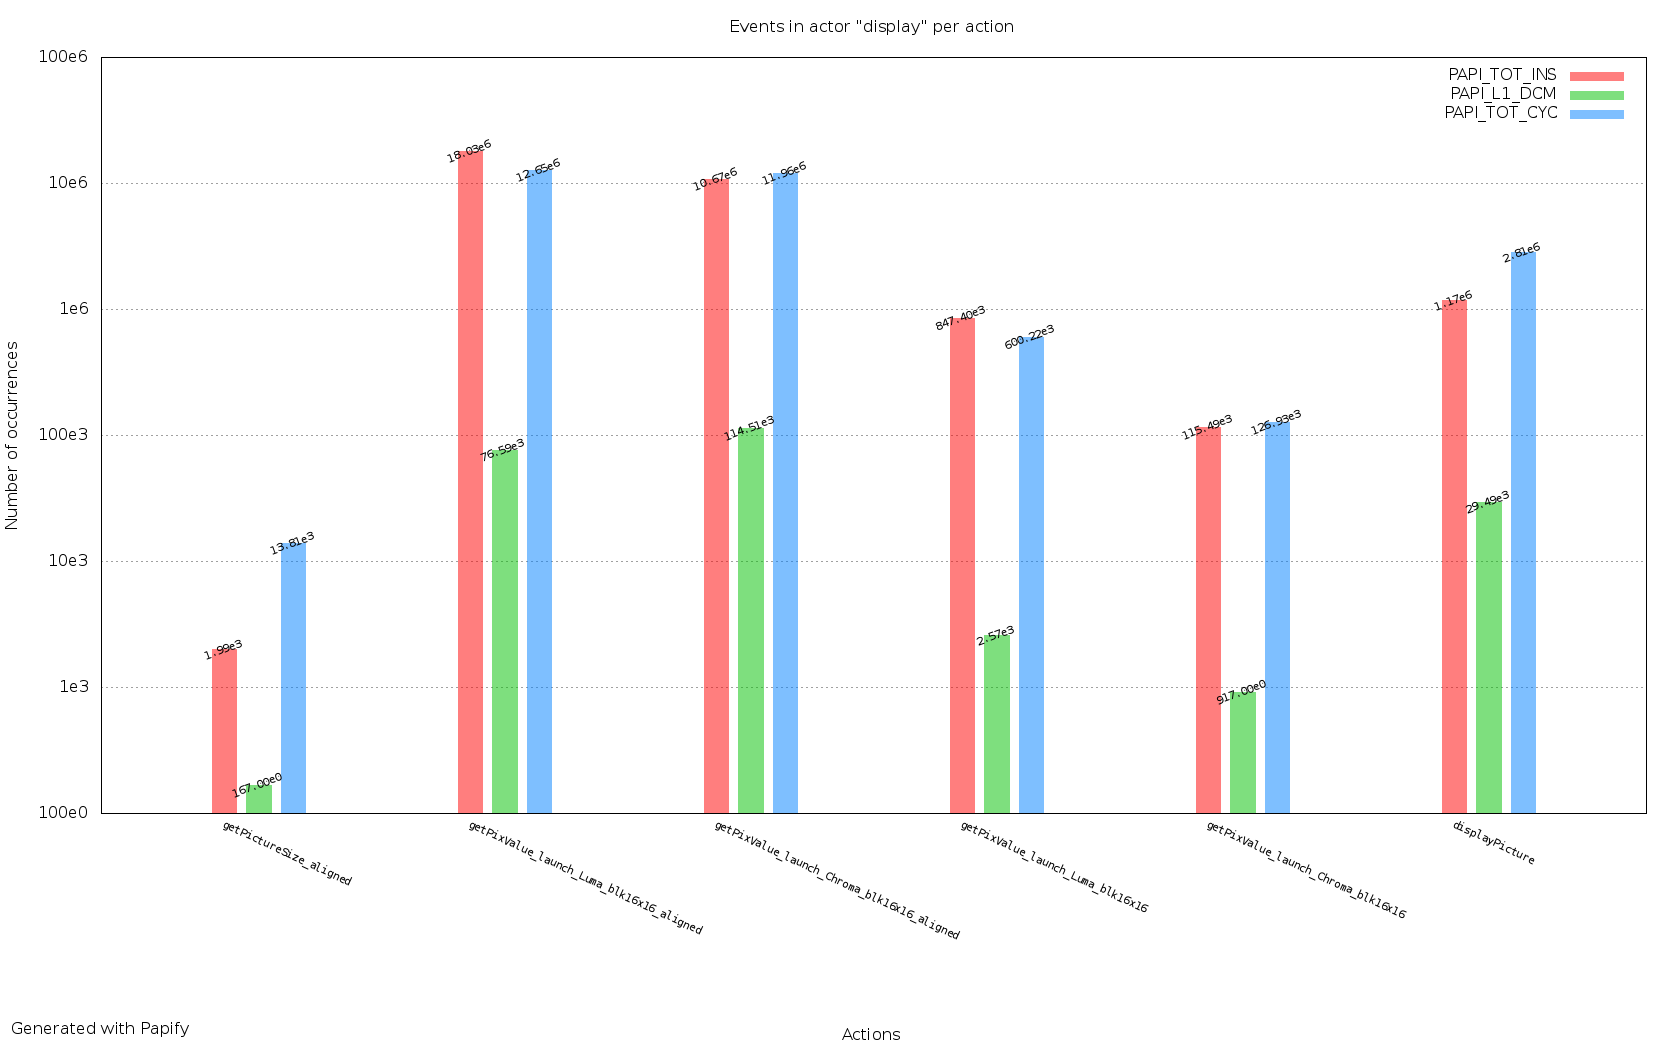 Events in actor "display" per action
100e6
10e6
1e6
100e3
10e3
1e3
100e0
Number of occurrences
PAPI_TOT_INS
PAPI_L1_DCM
PAPI_TOT_CYC
1.99e3
167.00e0
13.81e3
18.03e6
76.59e3
12.65e6
10.67e6
114.51e3
11.96e6
847.40e3
2.57e3
600.22e3
115.49e3
917.00e0
126.93e3
1.17e6
29.49e3
2.81e6
getPictureSize_aligned
getPixValue_launch_Luma_blk16x16_aligned
getPixValue_launch_Chroma_blk16x16_aligned
getPixValue_launch_Luma_blk16x16
getPixValue_launch_Chroma_blk16x16
displayPicture
Generated with Papify
Actions